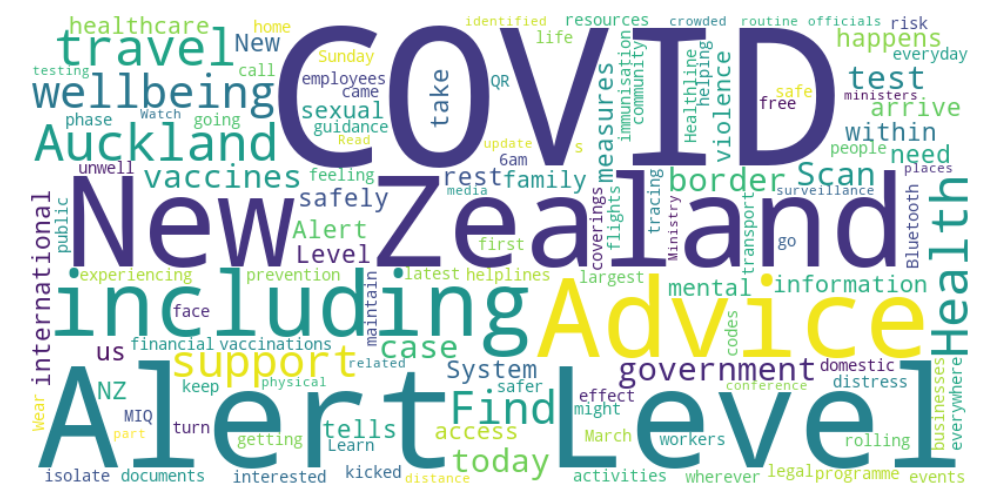 healthcare
home
identified
resources
crowded
routine
officials
risk
travel
New
COVID
Sunday
life
happens
everyday
testing
call
employees
QR
take
immunisation
community
Healthline
helping
violence
measures
free
safe
test
ministers
wellbeing
came
sexual
arrive
phase
Watch
going
guidance
Read
update
s
within
Auckland
6am
people
need
unwell
vaccines
feeling
rest
family
border
Scan
places
safely
media
surveillance
New Zealand
public
international
Alert
Level
first
coverings
flights
tracing
Ministry
transport
go
Bluetooth
Health
experiencing
prevention
latest
helplines
largest
mental
information
including
maintain
Advice
face
codes
financial
vaccinations
us
case
support
related
System
government
domestic
NZ
keep
physical
safer
effect
conference
distress
businesses
everywhere
Wear
MIQ
Alert Level
Find
might
part
turn
getting
Learn
tells
access
March
workers
rolling
today
isolate
documents
interested
kicked
distance
activities
wherever
legal
programme
events